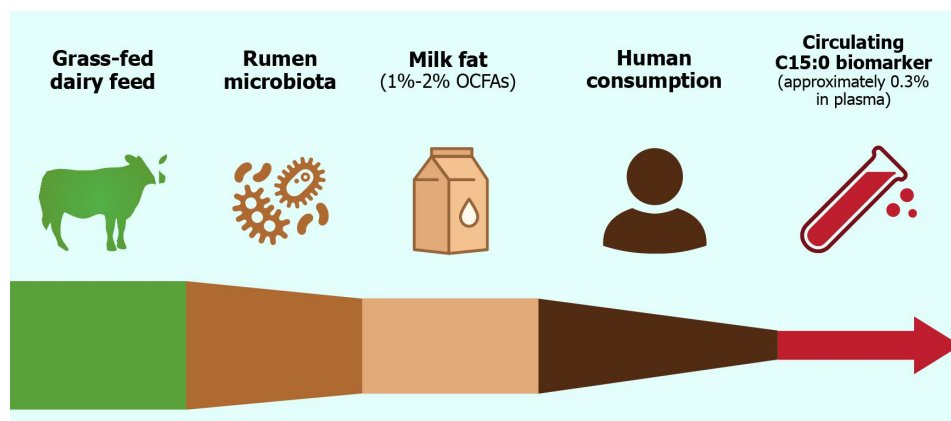 Grass-fed
dairy feed
Rumen
microbiota
Milk fat
(1%-2% OCFAs)
Human
consumption
Circulating
C15:0 biomarker
(approximately 0.3%
in plasma)